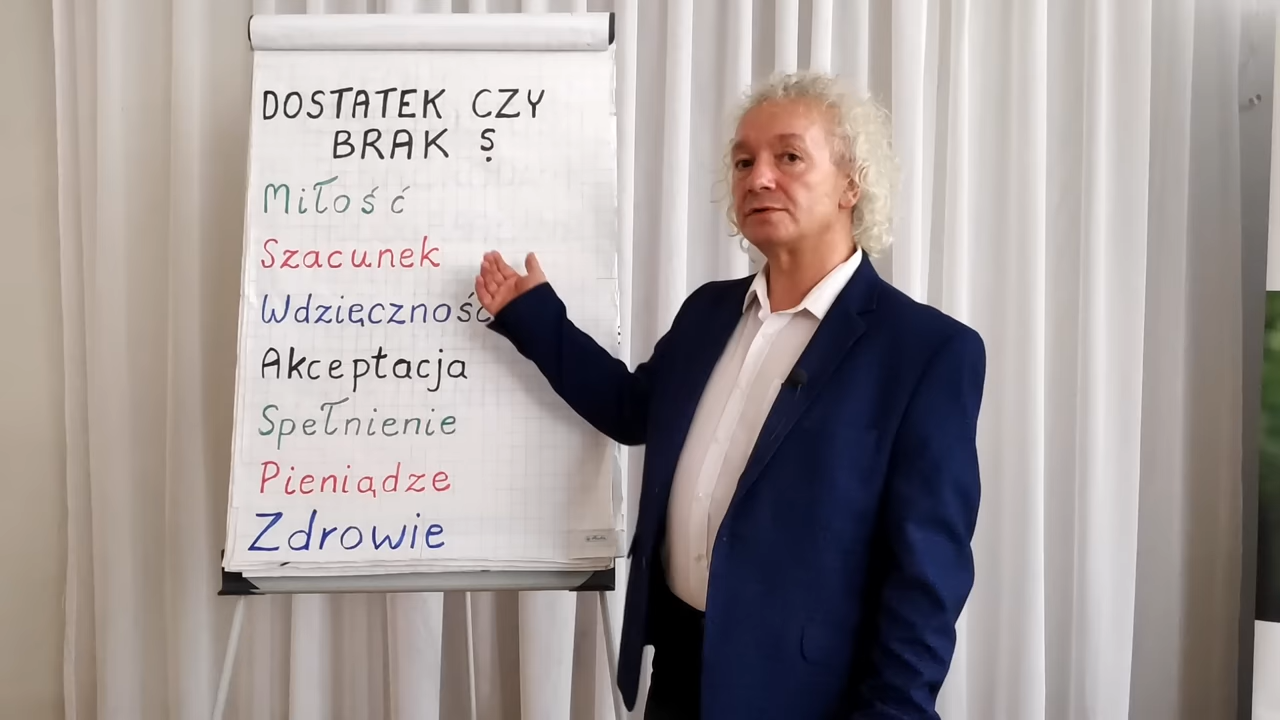 DOSTATEK CZY
BRAK ?
Miłość
Szacunek
Wdzięczność
Akceptacja
Spełnienie
Pieniądze
Zdrowie